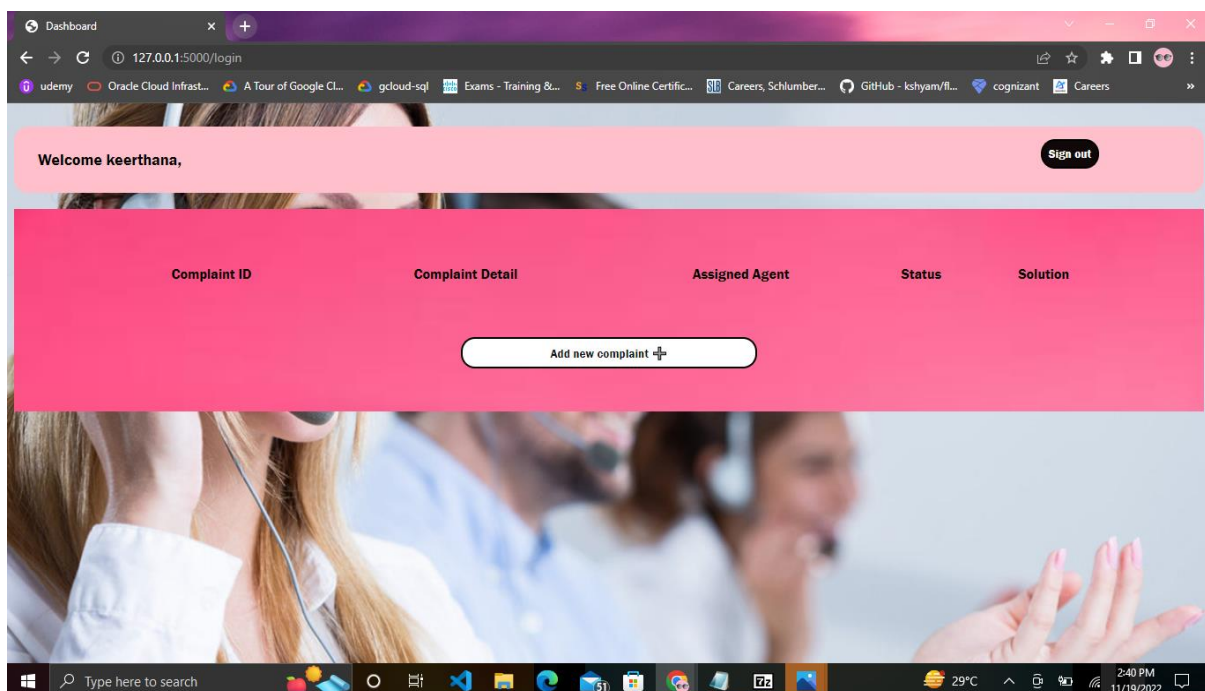 Dashboard
127.0.0.1:5000/login
udemy Oracle Cloud Infrast... A Tour of Google Cl... gcloud-sql Exams - Training &... Free Online Certific... Careers, Schlumber... GitHub - kshyam/fl... cognizant Careers »
Welcome keerthana,
Sign out
Complaint ID Complaint Detail Assigned Agent Status Solution
Add new complaint
Type here to search
51
7z
29°C
2:40 PM
11/19/2022